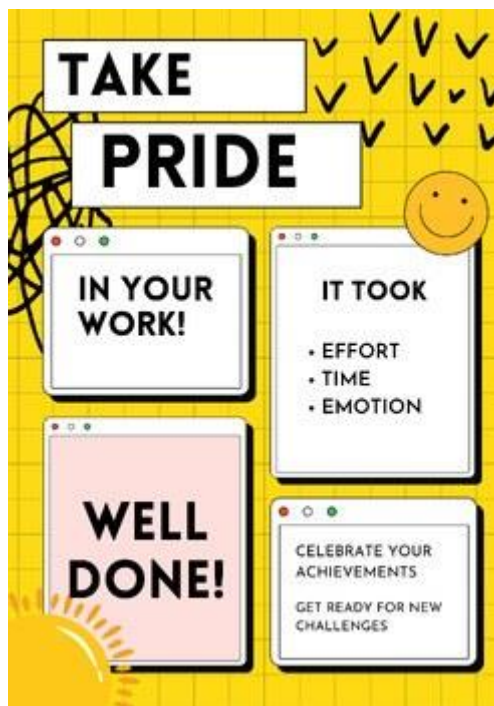 TAKE
PRIDE
IN YOUR
WORK!
IT TOOK
• EFFORT
• TIME
• EMOTION
WELL
DONE!
CELEBRATE YOUR
ACHIEVEMENTS
GET READY FOR NEW
CHALLENGES